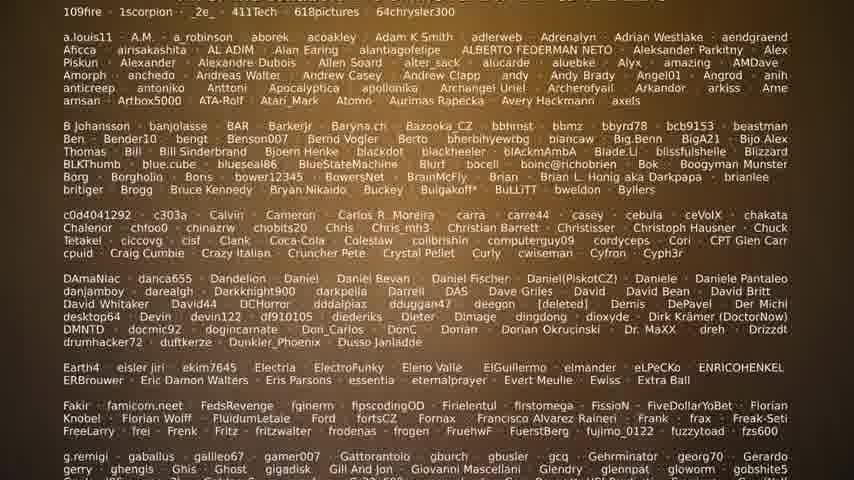 109fire · 1scorpion · _2e_ · 411Tech · 618pictures · 64chrysler300
a.louis11 · A.M. · a_robinson · aborek · acoakley · Adam K Smith · adlerweb · Adrenalyn · Adrian Westlake · aendgraend
Aficca · airisakashita · AL ADIM · Alan Earing · alantiagofelipe · ALBERTO FEDERMAN NETO · Aleksander Parkitny · Alex
Piskun · Alexander · Alexandre Dubois · Allen Soard · alter_sack · alucarde · aluebke · Alyx · amazing · AMDave
Amorph · anchedo · Andreas Walter · Andrew Casey · Andrew Clapp · andy · Andy Brady · Angel01 · Angrod · anih
anticreep · antoniko · Anttoni · Apocalyptica · apollonika · Archangel Uriel · Archerofail · Arkandor · arkiss · Arne
arnsan · Artbox5000 · ATA-Rolf · Atari_Mark · Atomo · Aurimas Rapecka · Avery Hackmann · axels
B Johansson · banjolasse · BAR · Barkerjr · Baryna.ch · Bazooka_CZ · bbhnst · bbmz · bbyrd78 · bcb9153 · beastman
Ben · Bender10 · bengt · Benson007 · Bernd Vogler · Berto · bherbihyewrbg · biancaw · Big.Benn · BigA21 · Bijo Alex
Thomas · Bill · Bill Sinderbrand · Bjoern Henke · blackdot · blackheeler · blAckmAmbA · Blade.Li · blissfulshelle · Blizzard
BLKThumb · blue.cube · blueseal86 · BlueStateMachine · Blurf · bocell · bomc@richobrien · Bok · Boogyman Munster
Borg · Borgholio · Boris · bower12345 · BowersNet · BrainMcFly · Brian · Brian L. Honig aka Darkpapa · brianlee
britiger · Brogg · Bruce Kennedy · Bryan Nikaido · Buckey · Bulgakoff* · BuLLiTT · bweldon · Byllers
c0d4041292 · c303a · Calvin · Cameron · Carlos R. Moreira · carra · carre44 · casey · cebula · ceVolX · chakata
Chalenor · chfoo0 · chinazrw · chobits20 · Chris · Chris_mh3 · Christian Barrett · Christisser · Christoph Hausner · Chuck
Tetakel · ciccovg · cisf · Clank · Coca-Cola · Colesław · colibrishin · computerguy09 · cordyceps · Cori · CPT Glen Carr
cpuid · Craig Cumbie · Crazy Italian · Cruncher Pete · Crystal Pellet · Curly · cwiseman · Cyfron · Cyph3r
DAmaNiac · danca655 · Dandelion · Daniel · Daniel Bevan · Daniel Fischer · Daniel(PlskotCZ) · Daniele · Daniele Pantaleo
danjamboy · darealgh · Darkknight900 · darkpella · Darrell · DAS · Dave Griles · David · David Bean · David Britt
David Whitaker · David44 · DCHorror · dddalpiaz · dduggan47 · deegon · [deleted] · Demis · DePavel · Der Michi
desktop64 · Devin · devin122 · df910105 · diederiks · Dieter · Dimage · dingdong · dioxyde · Dirk Krämer (DoctorNow)
DMNTD · docmic92 · dogincarnate · Don_Carlos · DonC · Dorian · Dorian Okrucinski · Dr. MaXX · dreh · Drizzdt
drumhacker72 · duftkerze · Dunkler_Phoenix · Dusso Janladde
Earth4 · eisler jiri · ekim7645 · Electria · ElectroFunky · Eleno Valle · ElGuillermo · elmander · eLPeCKo · ENRICOHENKEL
ERBrouwer · Eric Damon Walters · Eris Parsons · essentia · eternalprayer · Evert Meulie · Ewiss · Extra Ball
Fakir · famicom.neet · FedsRevenge · fginerm · fipscodingOD · Firielentul · firstomega · FissioN · FiveDollarYoBet · Florian
Knobel · Florian Wolff · FluidumLetale · Ford · fortsCZ · Fornax · Francisco Alvarez Raineri · Frank · frax · Freak-Seti
FreeLarry · frei · Frenk · Fritz · fritzwalter · frodenas · frogen · FruehwF · FuerstBerg · fujimo_0122 · fuzzytoad · fzs600
g.remigi · gaballus · galileo67 · gamer007 · Gattorantolo · gburch · gbusler · gcq · Gehrminator · georg70 · Gerardo
gerry · ghengis · Ghis · Ghost · gigadisk · Gill And Jon · Giovanni Mascellani · Glendry · glennpat · gloworm · gobshite5